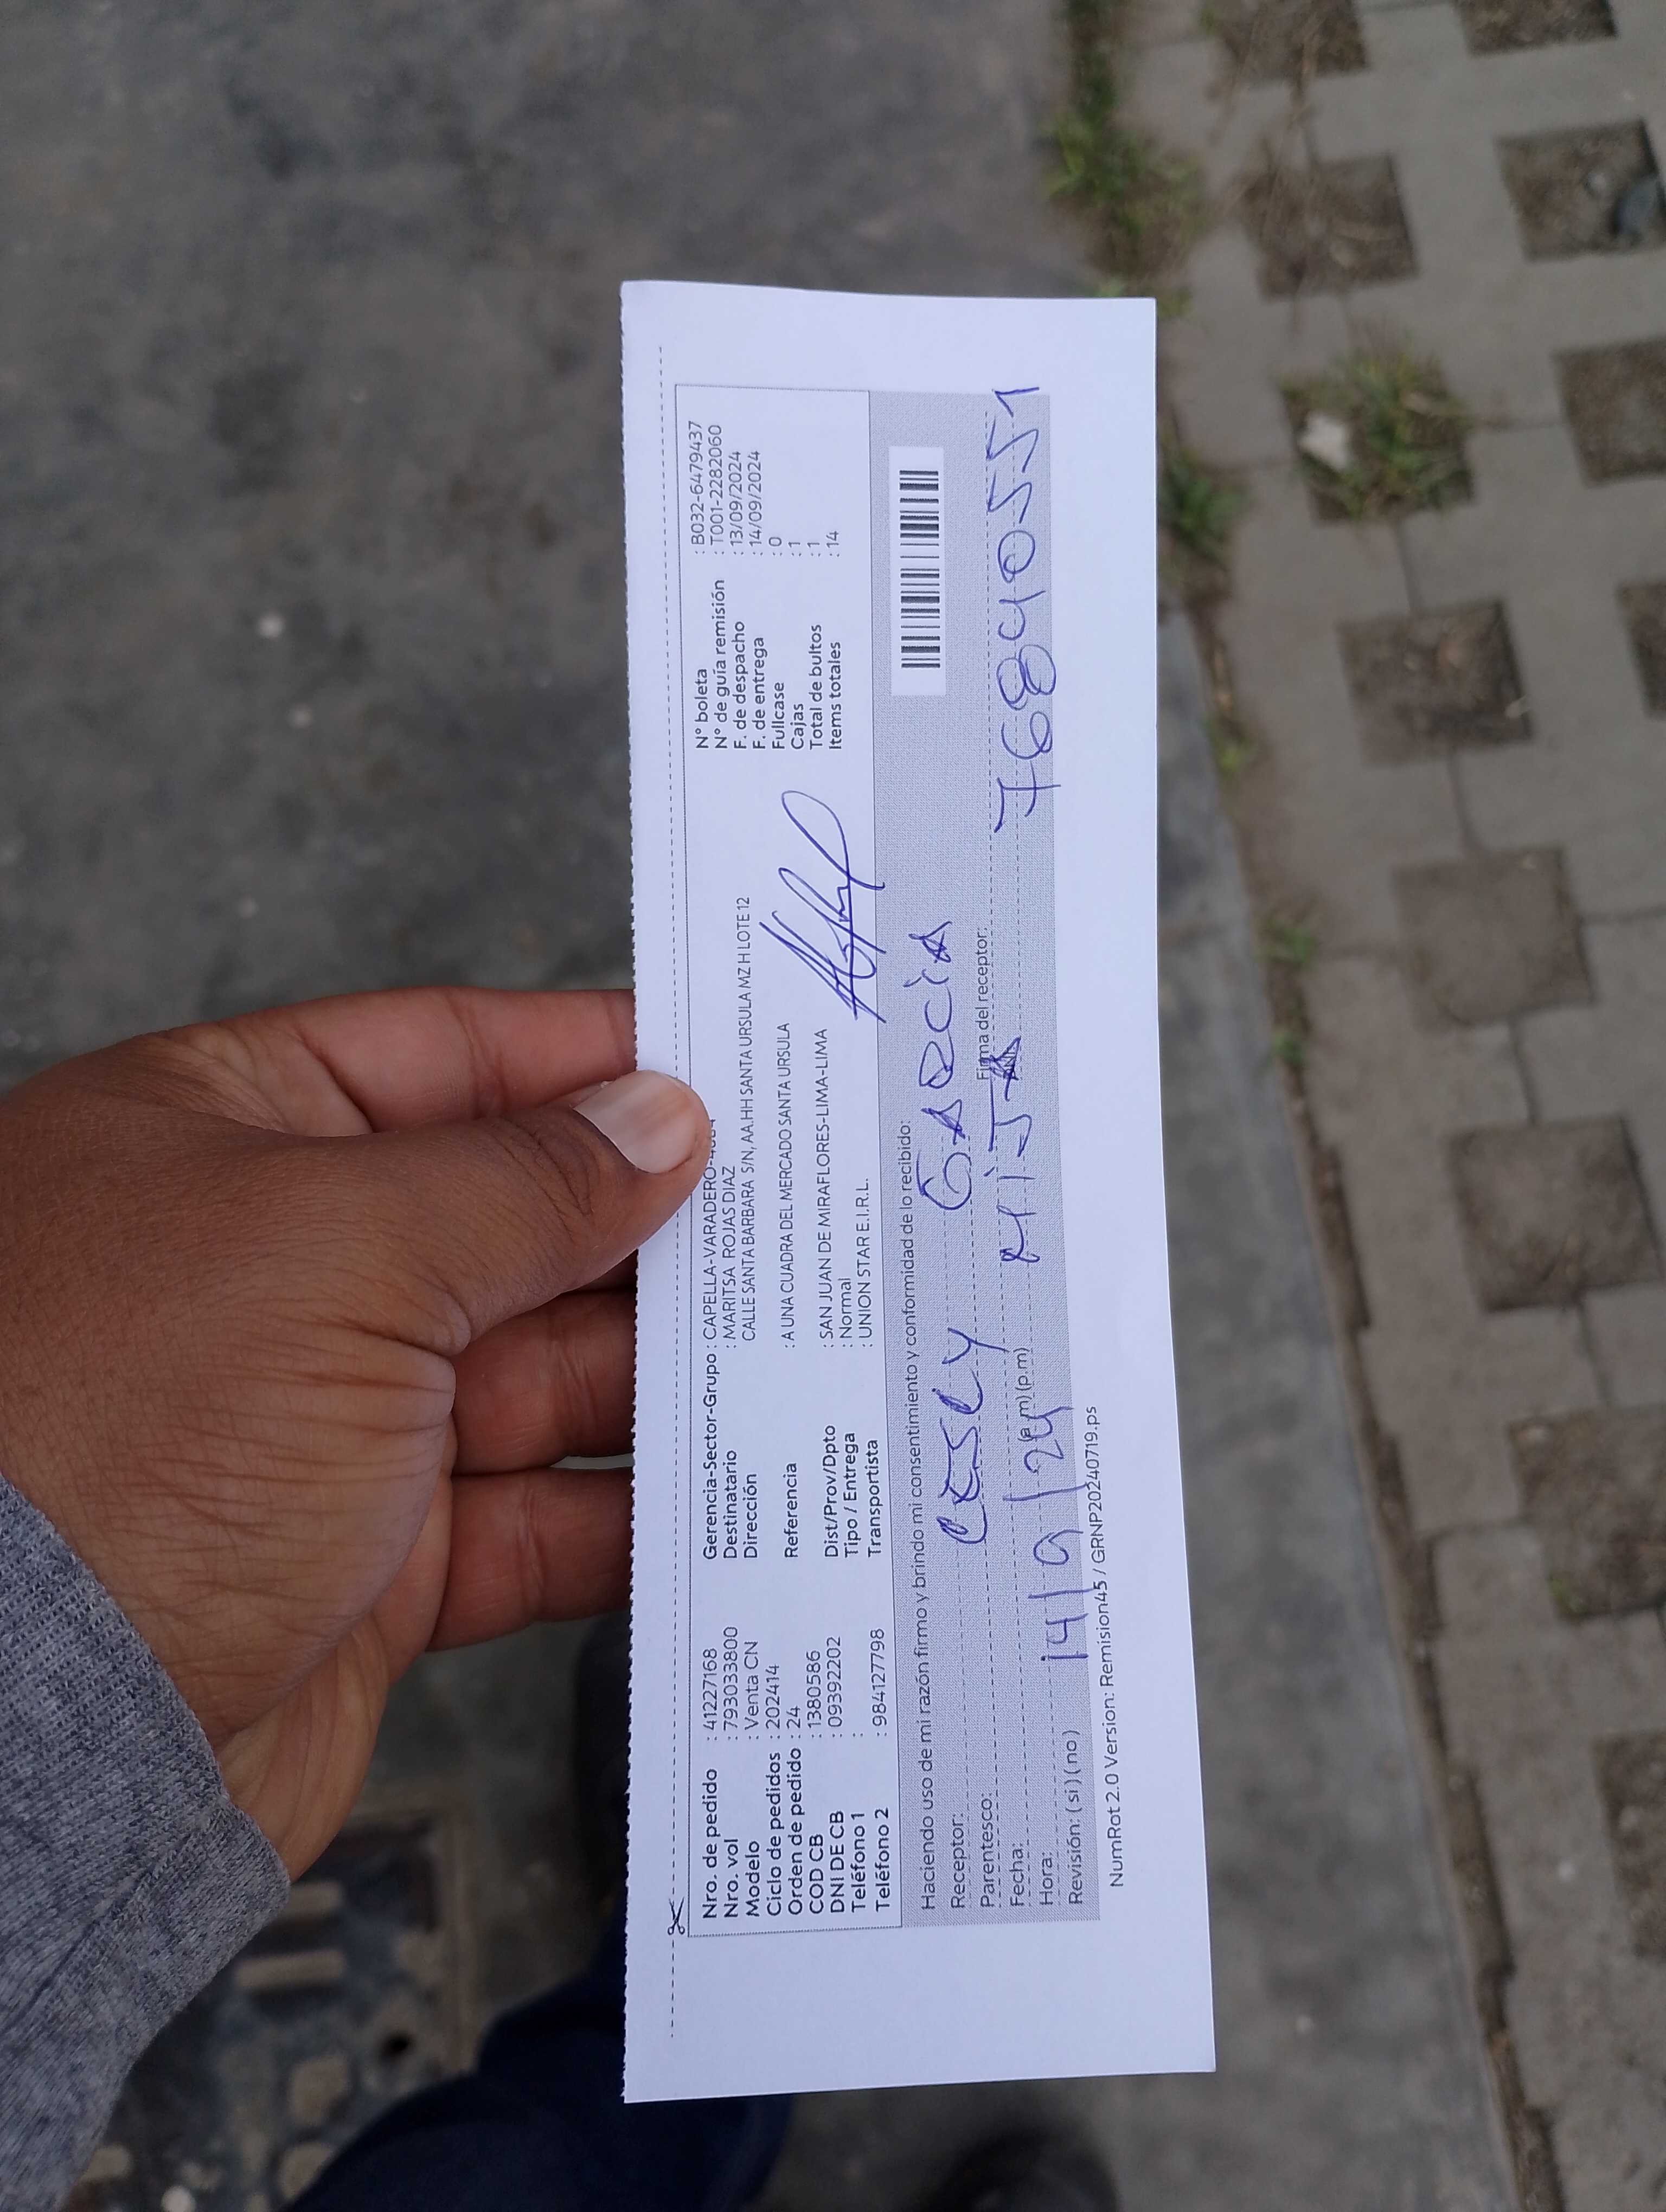 Nro. de pedido : 41227168 Gerencia-Sector-Grupo : CAPELLA-VARADERO- N° boleta : B032-6479437
Nro. vol : 793033800 Destinatario : MARITSA ROJAS DIAZ N° de guía remisión : T001-2282060
Modelo : Venta CN Dirección CALLE SANTA BARBARA S/N, AA.HH SANTA URSULA MZ H LOTE 12 F. de despacho : 13/09/2024
Ciclo de pedidos : 202414 F. de entrega : 14/09/2024
Orden de pedido : 24 Referencia : A UNA CUADRA DEL MERCADO SANTA URSULA Fullcase : 0
COD CB : 1380586 Cajas : 1
DNI DE CB : 09392202 Dist/Prov/Dpto : SAN JUAN DE MIRAFLORES-LIMA-LIMA Total de bultos : 1
Teléfono 1 : Tipo / Entrega : Normal Items totales : 14
Teléfono 2 : 984127798 Transportista : UNION STAR E.I.R.L.
Haciendo uso de mi razón firmo y brindo mi consentimiento y conformidad de lo recibido:
Receptor: García
Parentesco: Hija Firma del receptor:
Fecha: 14/9/24 76840551
Hora: (a.m) (p.m)
Revisión: ( si ) ( no )
NumRot 2.0 Version: Remision45 / GRNP20240719.ps